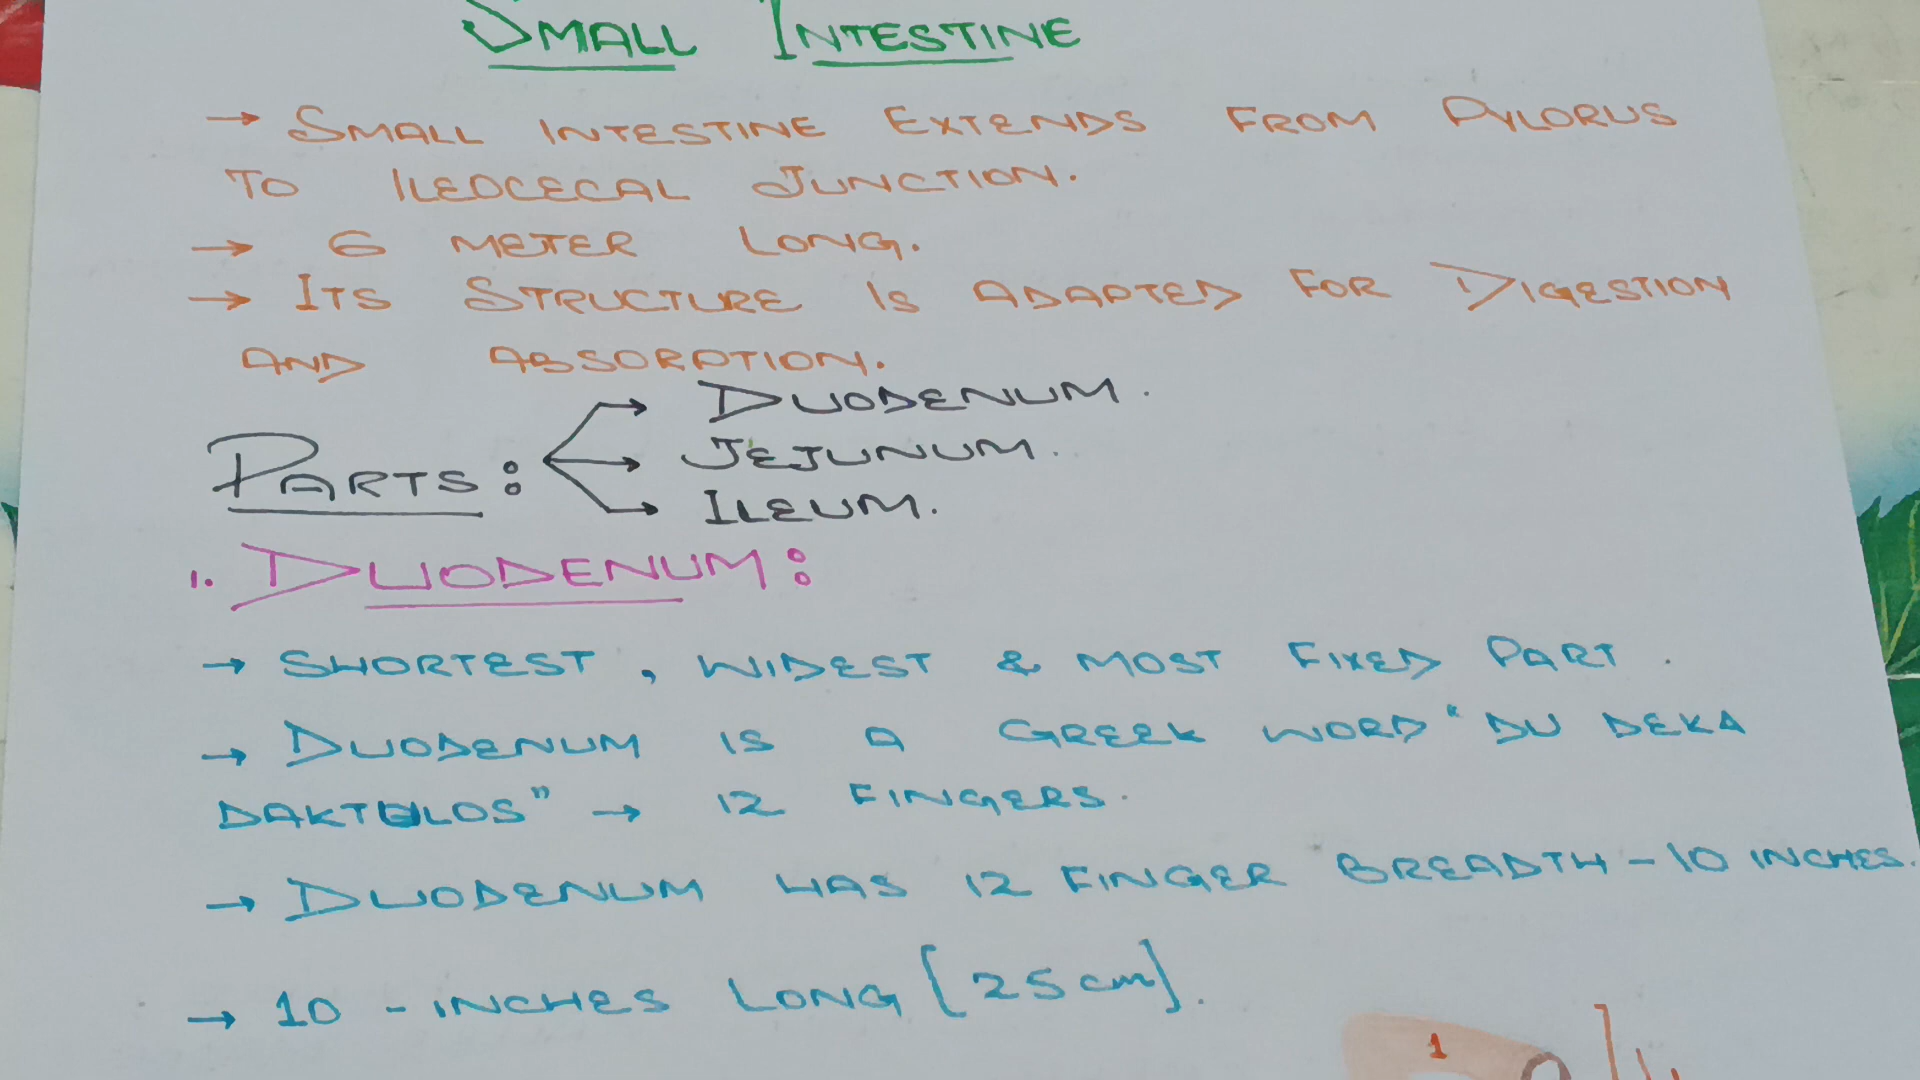 SMALL INTESTINE
→ SMALL INTESTINE EXTENDS FROM PYLORUS
TO ILEOCECAL JUNCTION.
→ 6 METER LONG.
→ ITS STRUCTURE IS ADAPTED FOR DIGESTION
AND ABSORPTION.
→ DUODENUM.
PARTS: → JEJUNUM.
→ ILEUM.
1. DUODENUM:
→ SHORTEST, WIDEST & MOST FIXED PART.
→ DUODENUM IS A GREEK WORD "DU DEKA
DAKTULOS" → 12 FINGERS.
→ DUODENUM HAS 12 FINGER BREADTH - 10 INCHES.
→ 10 - INCHES LONG [25 cm].
1